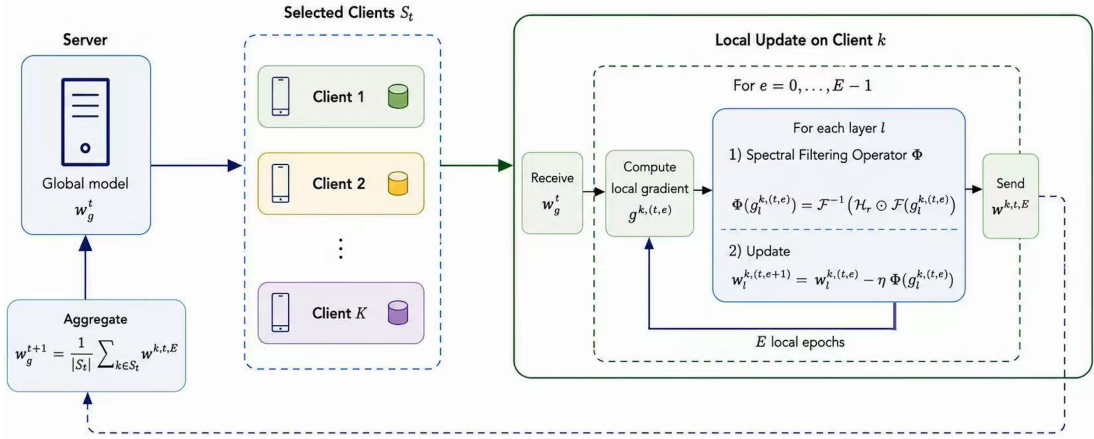 Server
Global model
w_g^t
Aggregate
w_g^{t+1} = \frac{1}{|S_t|} \sum_{k \in S_t} w^{k,t,E}
Selected Clients S_t
Client 1
Client 2
⋮
Client K
Local Update on Client k
For e = 0, . . . , E − 1
Receive
w_g^t
Compute
local gradient
g^{k,(t,e)}
For each layer l
1) Spectral Filtering Operator Φ
Φ(g_l^{k,(t,e)}) = \mathcal{F}^{-1}(\mathcal{H}_r ⊙ \mathcal{F}(g_l^{k,(t,e)})
2) Update
w_l^{k,(t,e+1)} = w_l^{k,(t,e)} − η Φ(g_l^{k,(t,e)})
E local epochs
Send
w^{k,t,E}